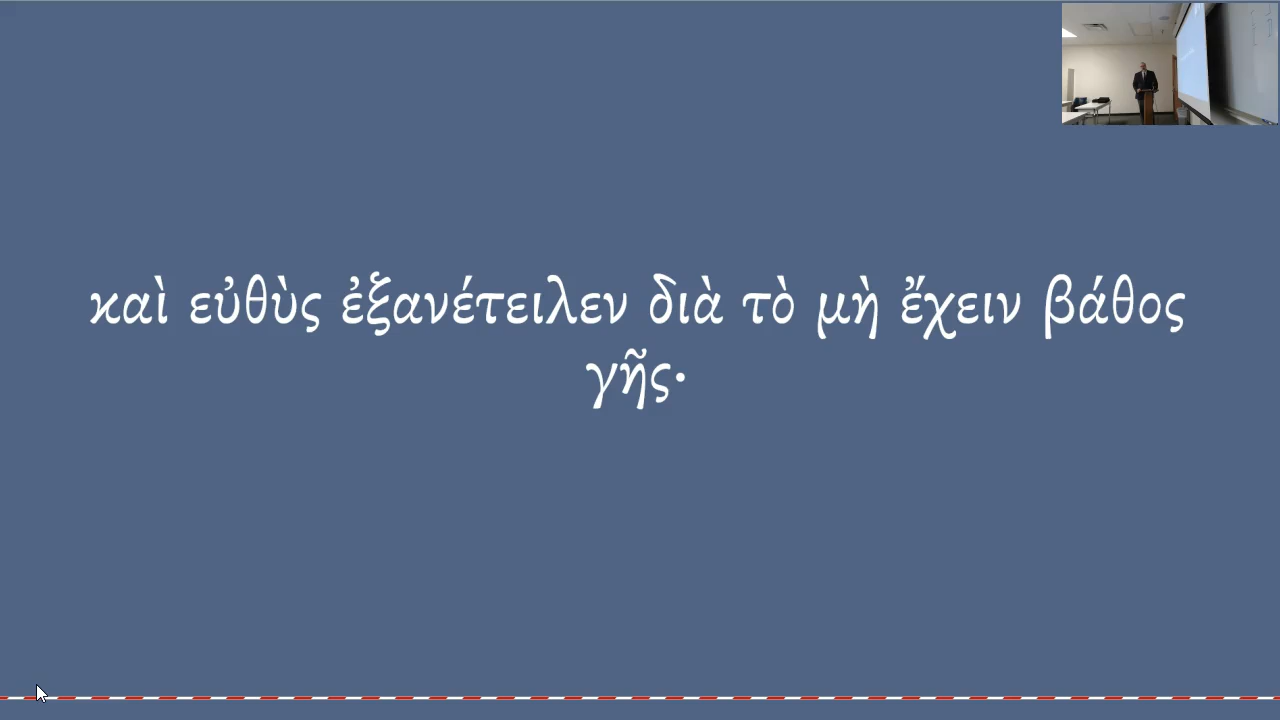 καὶ εὐθὺς ἐξανέτειλεν διὰ τὸ μὴ ἔχειν βάθος
γῆς·